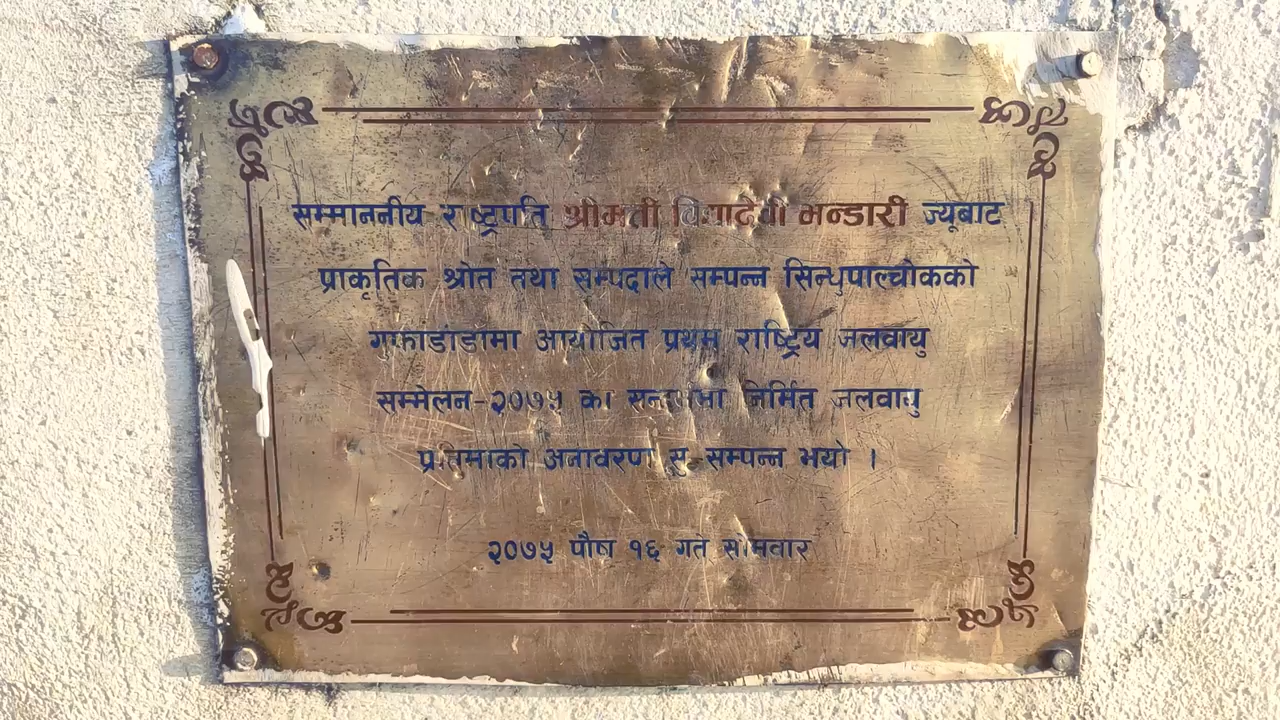 सम्माननीय राष्ट्रपति श्रीमती विद्यादेवी भन्डारी ज्यूबाट
प्राकृतिक श्रोत तथा सम्पदाले सम्पन्न सिन्धुपाल्चोकको
गुफाडांडामा आयोजित प्रथम राष्ट्रिय जलवायु
सम्मेलन-२०७५ का सन्दर्भमा निर्मित जलवायु
प्रतिमाको अनावरण सु-सम्पन्न भयो ।
२०७५ पौष १६ गते सोमवार